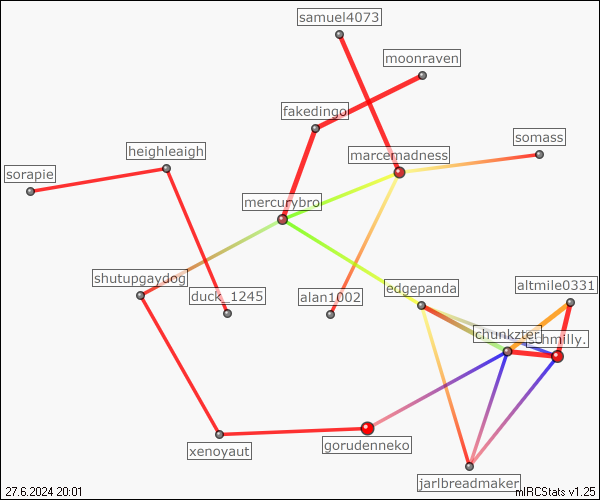 samuel4073
moonraven
fakedingo
somass
heighleaigh
marcemadness
sorapie
mercurybro
shutupgaydog
altmile0331
edgepanda
duck_1245
alan1002
chunkzter
schmilly.
gorudenneko
xenoyaut
jarlbreadmaker
27.6.2024 20:01
mIRCStats v1.25